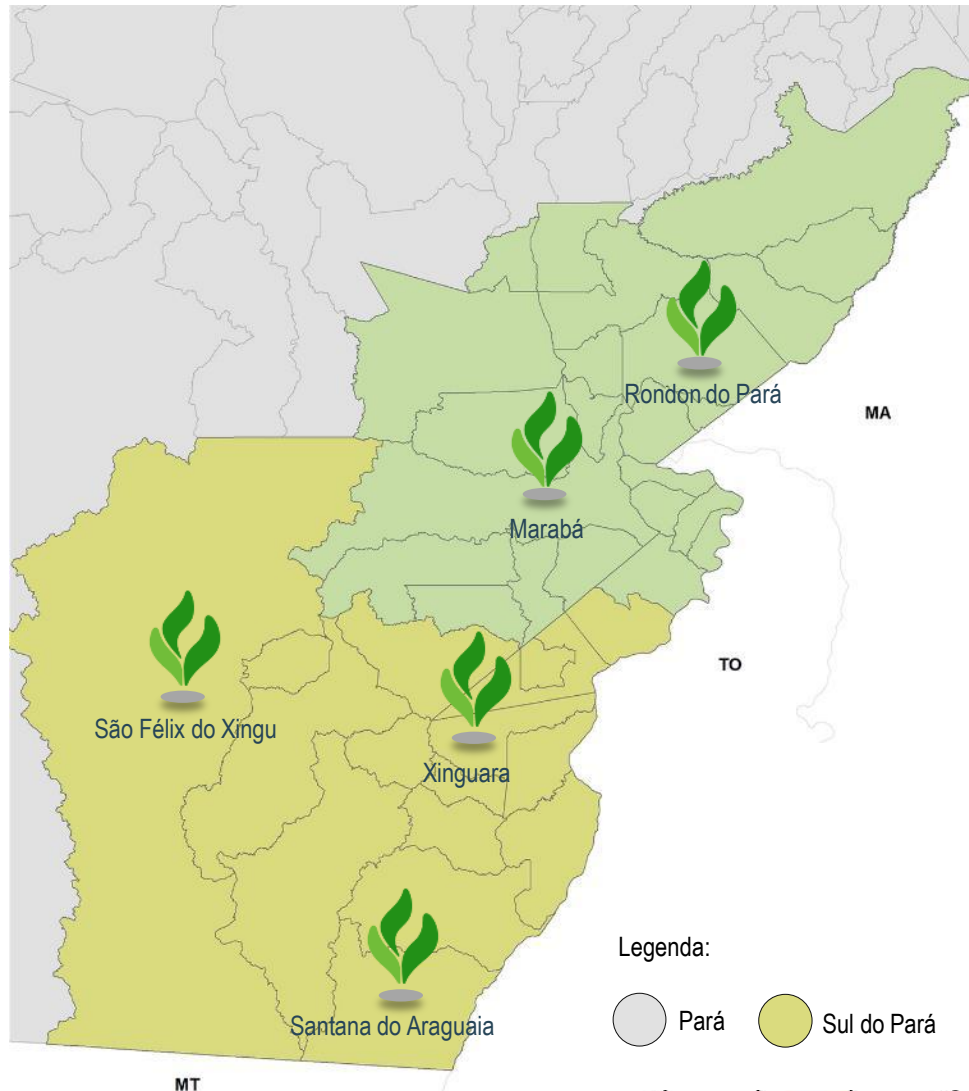 Rondon do Pará
MA
Marabá
TO
São Félix do Xingu
Xinguara
Santana do Araguaia
Legenda:
Pará
Sul do Pará
MT